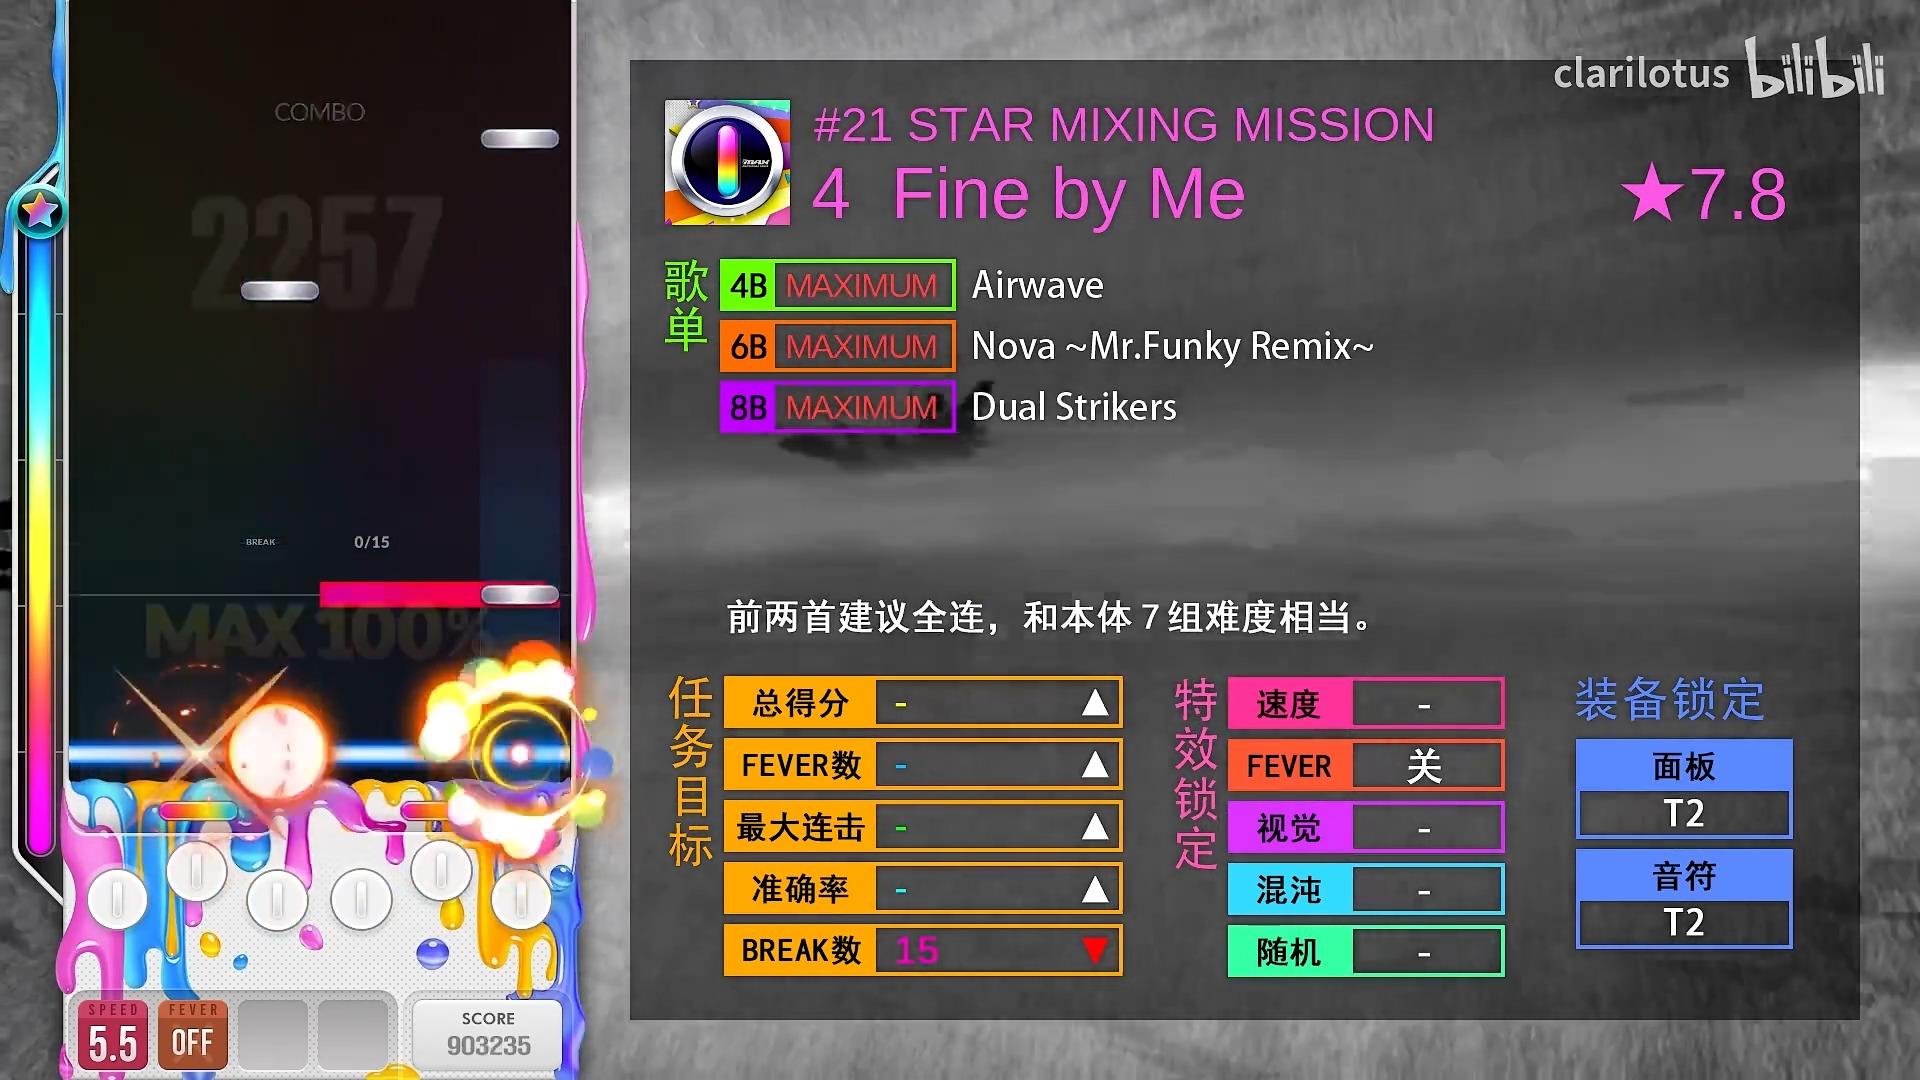 clarilotus bilibili
COMBO
2257
BREAK 0/15
MAX 100%
SPEED
5.5
FEVER
OFF
SCORE
903235
#21 STAR MIXING MISSION
4 Fine by Me
★7.8
歌单
4B MAXIMUM Airwave
6B MAXIMUM Nova ~Mr.Funky Remix~
8B MAXIMUM Dual Strikers
前两首建议全连，和本体7组难度相当。
任务目标
总得分 - ▲
FEVER数 - ▲
最大连击 - ▲
准确率 - ▲
BREAK数 15 ▼
特效锁定
速度 -
FEVER 关
视觉 -
混沌 -
随机 -
装备锁定
面板
T2
音符
T2